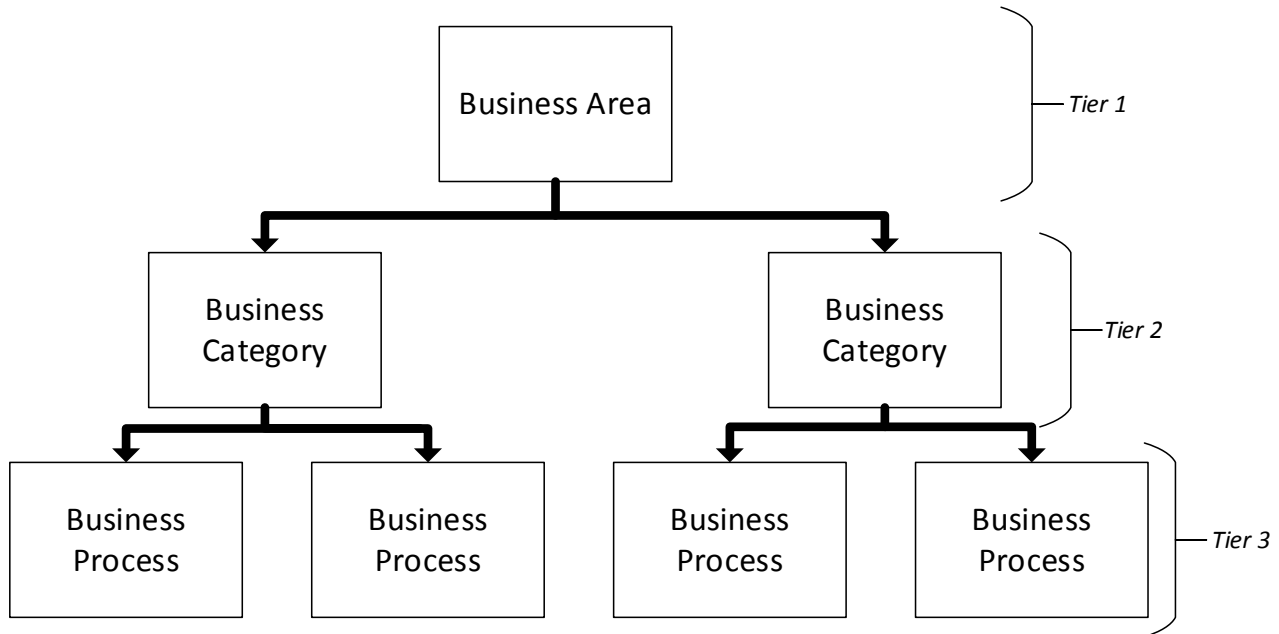 Business Area
Tier 1
Business
Category
Business
Category
Tier 2
Business
Process
Business
Process
Business
Process
Business
Process
Tier 3